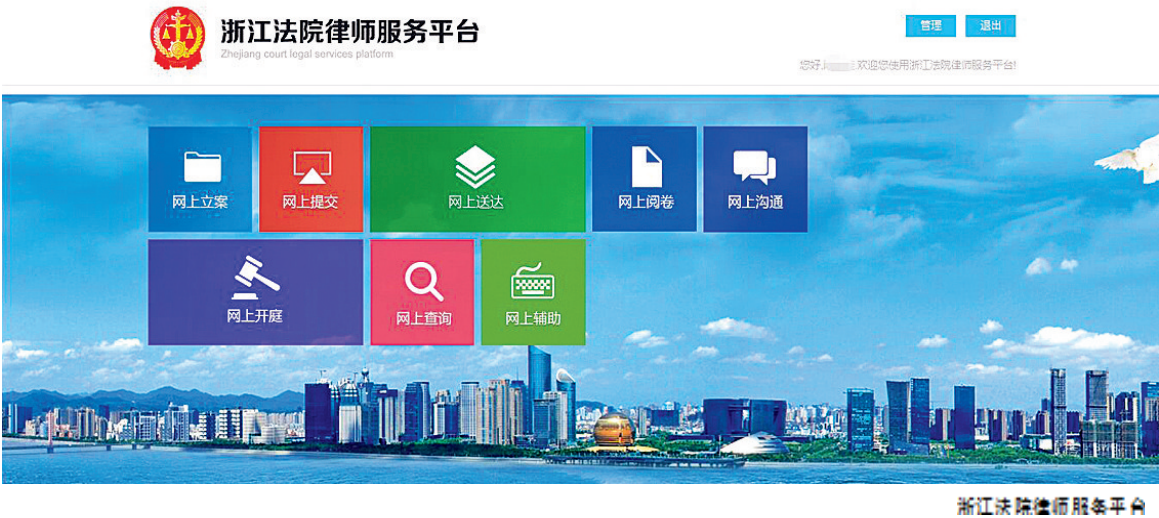 浙江法院律师服务平台
Zhejiang court legal services platform
管理 退出
您好 欢迎您使用浙江法院律师服务平台!
网上立案 网上提交 网上送达 网上阅卷 网上沟通
网上开庭 网上查询 网上辅助
浙江法院律师服务平台